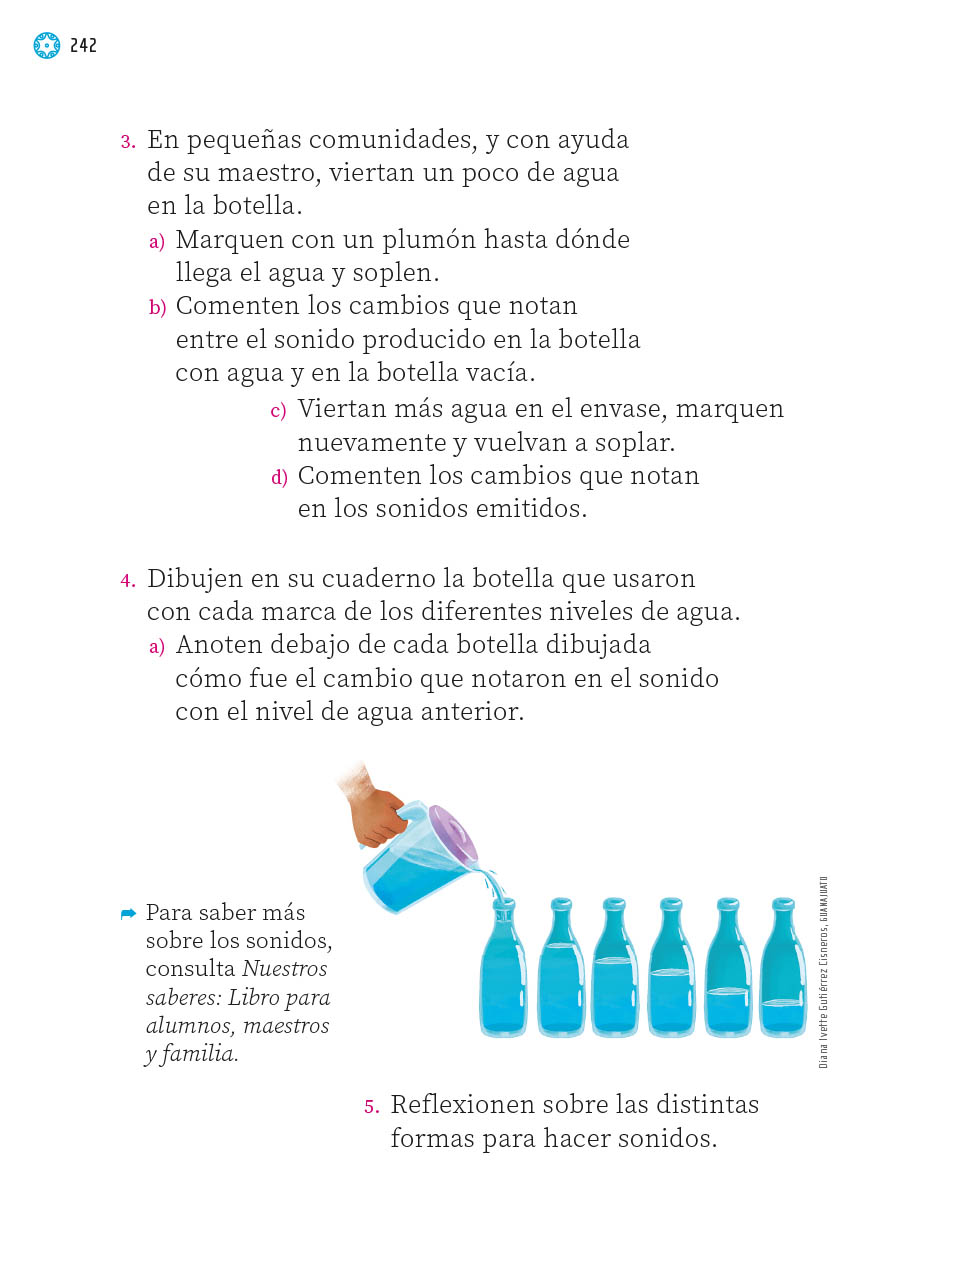 242
3. En pequeñas comunidades, y con ayuda
de su maestro, viertan un poco de agua
en la botella.
a) Marquen con un plumón hasta dónde
llega el agua y soplen.
b) Comenten los cambios que notan
entre el sonido producido en la botella
con agua y en la botella vacía.
c) Viertan más agua en el envase, marquen
nuevamente y vuelvan a soplar.
d) Comenten los cambios que notan
en los sonidos emitidos.
4. Dibujen en su cuaderno la botella que usaron
con cada marca de los diferentes niveles de agua.
a) Anoten debajo de cada botella dibujada
cómo fue el cambio que notaron en el sonido
con el nivel de agua anterior.
Para saber más
sobre los sonidos,
consulta Nuestros
saberes: Libro para
alumnos, maestros
y familia.
Diana Ivette Gutiérrez Cisneros, GUANAJUATO
5. Reflexionen sobre las distintas
formas para hacer sonidos.